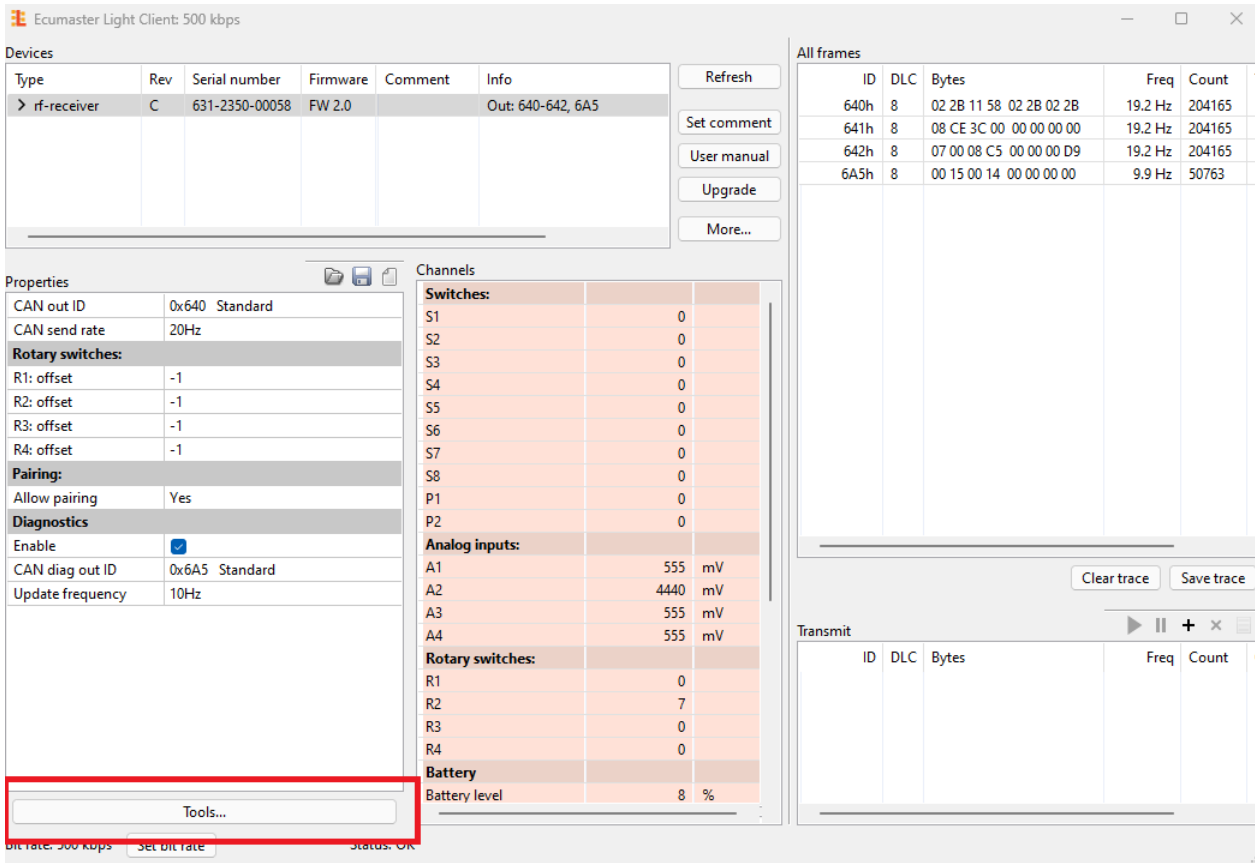 Ecumaster Light Client: 500 kbps
Devices
Type Rev Serial number Firmware Comment Info
rf-receiver C 631-2350-00058 FW 2.0 Out: 640-642, 6A5
Refresh
Set comment
User manual
Upgrade
More...
Properties
CAN out ID 0x640 Standard
CAN send rate 20Hz
Rotary switches:
R1: offset -1
R2: offset -1
R3: offset -1
R4: offset -1
Pairing:
Allow pairing Yes
Diagnostics
Enable
CAN diag out ID 0x6A5 Standard
Update frequency 10Hz
Tools...
Bit rate: 500 kbps Set bit rate Status: OK
Channels
Switches:
S1 0
S2 0
S3 0
S4 0
S5 0
S6 0
S7 0
S8 0
P1 0
P2 0
Analog inputs:
A1 555 mV
A2 4440 mV
A3 555 mV
A4 555 mV
Rotary switches:
R1 0
R2 7
R3 0
R4 0
Battery
Battery level 8 %
All frames
ID DLC Bytes Freq Count
640h 8 02 2B 11 58 02 2B 02 2B 19.2 Hz 204165
641h 8 08 CE 3C 00 00 00 00 00 19.2 Hz 204165
642h 8 07 00 08 C5 00 00 00 D9 19.2 Hz 204165
6A5h 8 00 15 00 14 00 00 00 00 9.9 Hz 50763
Clear trace Save trace
Transmit
ID DLC Bytes Freq Count